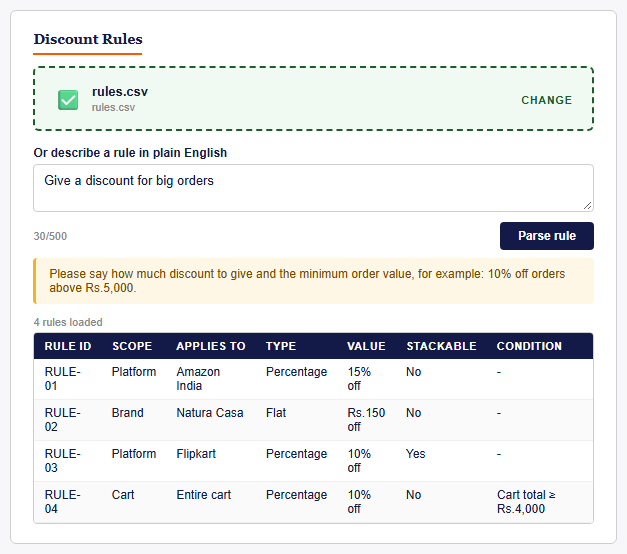 Discount Rules
rules.csv
rules.csv
CHANGE
Or describe a rule in plain English
Give a discount for big orders
30/500
Parse rule
Please say how much discount to give and the minimum order value, for example: 10% off orders
above Rs.5,000.
4 rules loaded
RULE ID SCOPE APPLIES TO TYPE VALUE STACKABLE CONDITION
RULE- Platform Amazon Percentage 15% No -
01 India off
RULE- Brand Natura Casa Flat Rs.150 No -
02 off
RULE- Platform Flipkart Percentage 10% Yes -
03 off
RULE- Cart Entire cart Percentage 10% No Cart total ≥
04 off Rs.4,000